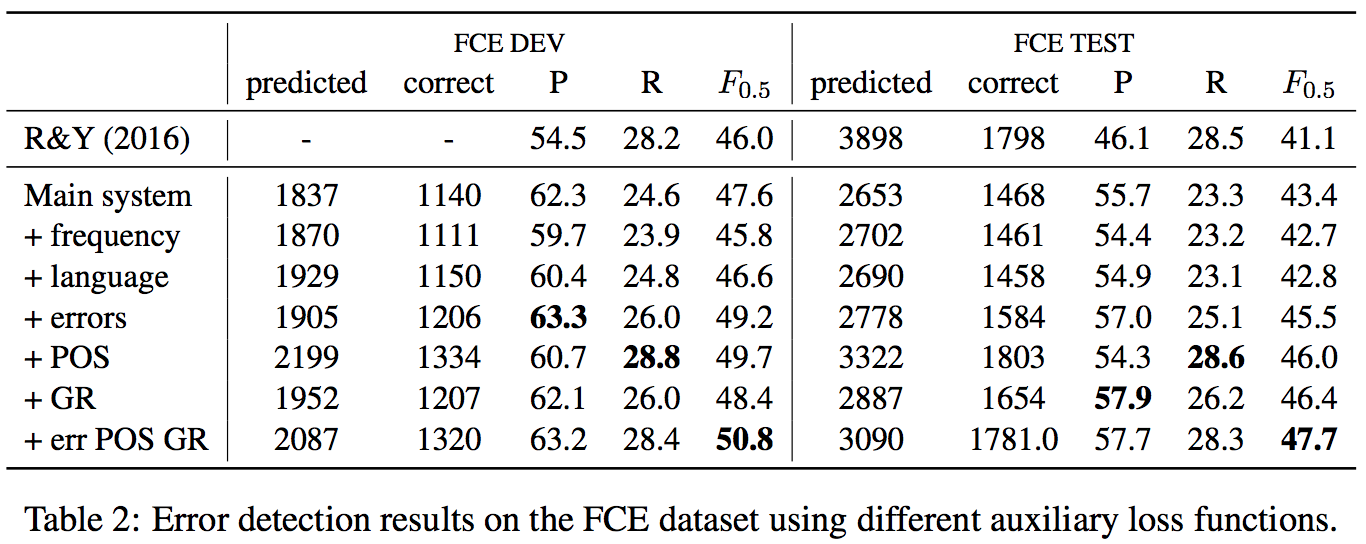 FCE DEV FCE TEST
predicted correct P R F0.5 predicted correct P R F0.5
R&Y (2016) - - 54.5 28.2 46.0 3898 1798 46.1 28.5 41.1
Main system 1837 1140 62.3 24.6 47.6 2653 1468 55.7 23.3 43.4
+ frequency 1870 1111 59.7 23.9 45.8 2702 1461 54.4 23.2 42.7
+ language 1929 1150 60.4 24.8 46.6 2690 1458 54.9 23.1 42.8
+ errors 1905 1206 63.3 26.0 49.2 2778 1584 57.0 25.1 45.5
+ POS 2199 1334 60.7 28.8 49.7 3322 1803 54.3 28.6 46.0
+ GR 1952 1207 62.1 26.0 48.4 2887 1654 57.9 26.2 46.4
+ err POS GR 2087 1320 63.2 28.4 50.8 3090 1781.0 57.7 28.3 47.7
Table 2: Error detection results on the FCE dataset using different auxiliary loss functions.